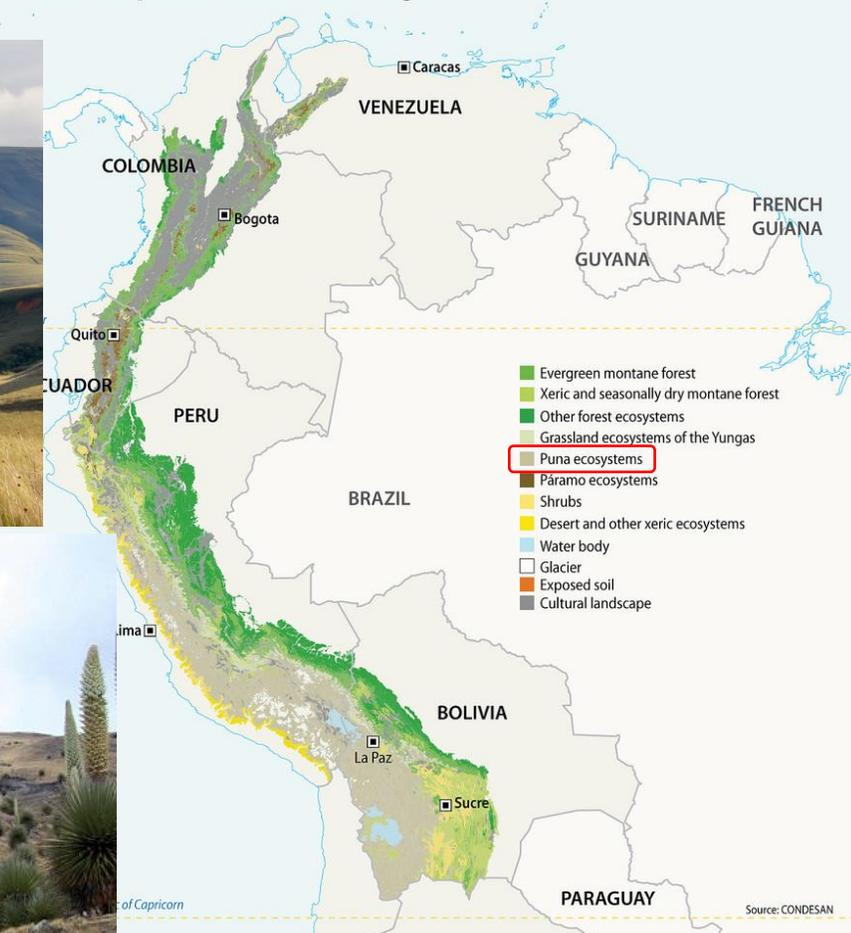 Caracas
VENEZUELA
COLOMBIA
Bogota
SURINAME
FRENCH
GUIANA
GUYANA
Quito
CUADOR
PERU
BRAZIL
Evergreen montane forest
Xeric and seasonally dry montane forest
Other forest ecosystems
Grassland ecosystems of the Yungas
Puna ecosystems
Páramo ecosystems
Shrubs
Desert and other xeric ecosystems
Water body
Glacier
Exposed soil
Cultural landscape
ima
BOLIVIA
La Paz
Sucre
PARAGUAY
c of Capricorn
Source: CONDESAN